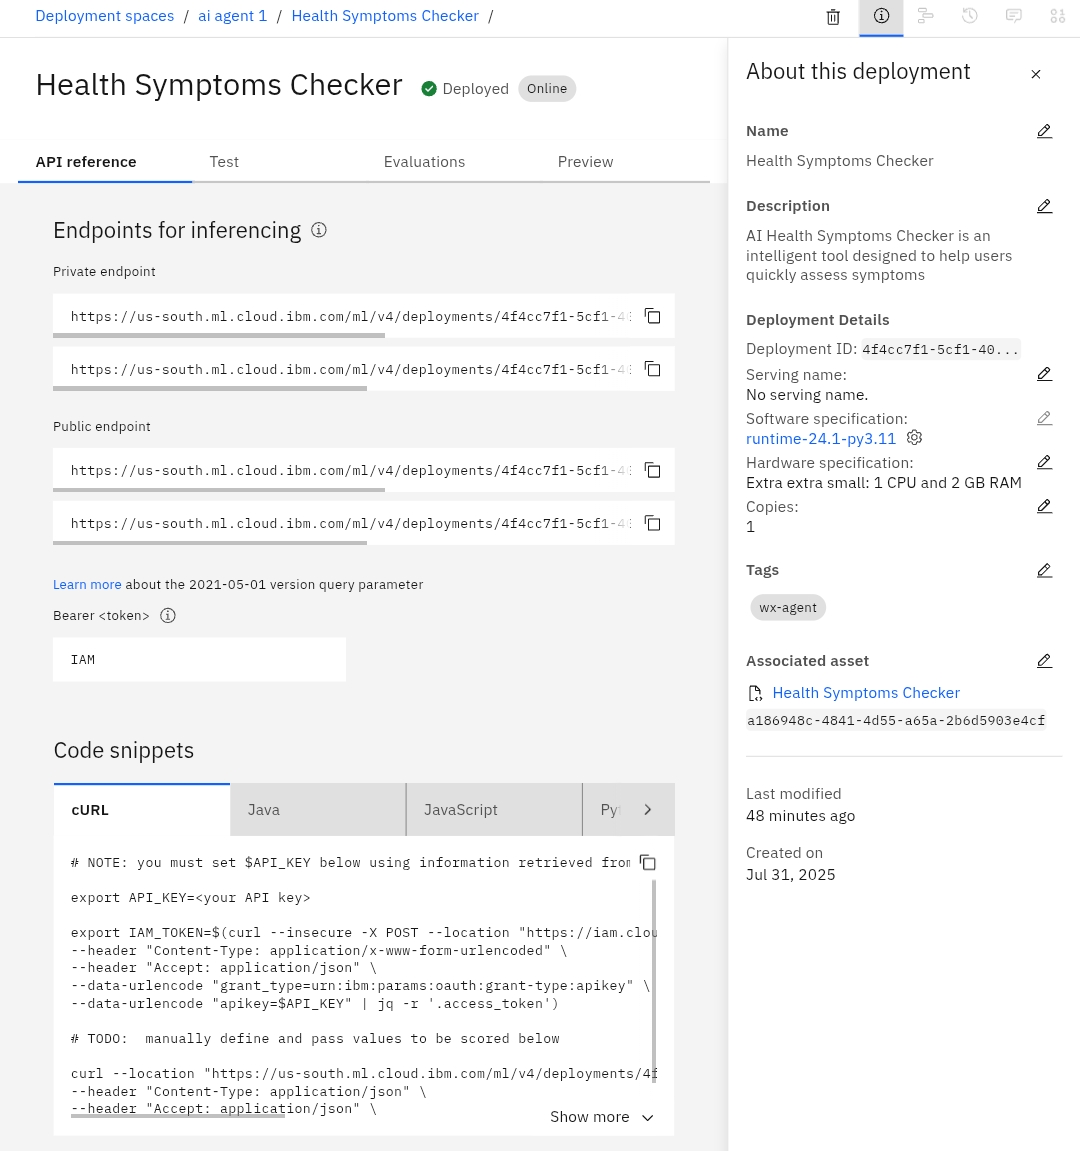 Deployment spaces / ai agent 1 / Health Symptoms Checker /
Health Symptoms Checker
Deployed
Online
API reference
Test
Evaluations
Preview
Endpoints for inferencing
Private endpoint
https://us-south.ml.cloud.ibm.com/ml/v4/deployments/4f4cc7f1-5cf1-4
https://us-south.ml.cloud.ibm.com/ml/v4/deployments/4f4cc7f1-5cf1-4
Public endpoint
https://us-south.ml.cloud.ibm.com/ml/v4/deployments/4f4cc7f1-5cf1-4
https://us-south.ml.cloud.ibm.com/ml/v4/deployments/4f4cc7f1-5cf1-4
Learn more about the 2021-05-01 version query parameter
Bearer <token>
IAM
Code snippets
cURL
Java
JavaScript
Py
# NOTE: you must set $API_KEY below using information retrieved from
export API_KEY=<your API key>
export IAM_TOKEN=$(curl --insecure -X POST --location "https://iam.clou
--header "Content-Type: application/x-www-form-urlencoded" \
--header "Accept: application/json" \
--data-urlencode "grant_type=urn:ibm:params:oauth:grant-type:apikey" \
--data-urlencode "apikey=$API_KEY" | jq -r '.access_token')
# TODO:  manually define and pass values to be scored below
curl --location "https://us-south.ml.cloud.ibm.com/ml/v4/deployments/4f
--header "Content-Type: application/json" \
--header "Accept: application/json" \
Show more
About this deployment
Name
Health Symptoms Checker
Description
AI Health Symptoms Checker is an
intelligent tool designed to help users
quickly assess symptoms
Deployment Details
Deployment ID: 4f4cc7f1-5cf1-40...
Serving name:
No serving name.
Software specification:
runtime-24.1-py3.11
Hardware specification:
Extra extra small: 1 CPU and 2 GB RAM
Copies:
1
Tags
wx-agent
Associated asset
Health Symptoms Checker
a186948c-4841-4d55-a65a-2b6d5903e4cf
Last modified
48 minutes ago
Created on
Jul 31, 2025